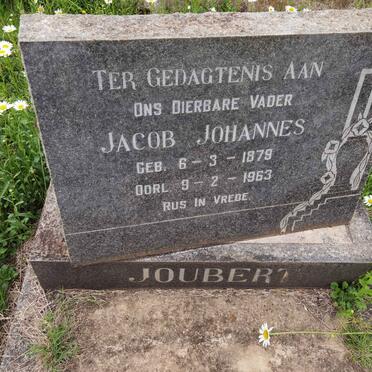 TER GEDAGTENIS AAN
ONS DIERBARE VADER
JACOB JOHANNES
GEB. 6-3-1879
OORL. 9-2-1963
RUS IN VREDE.
JOUBERT